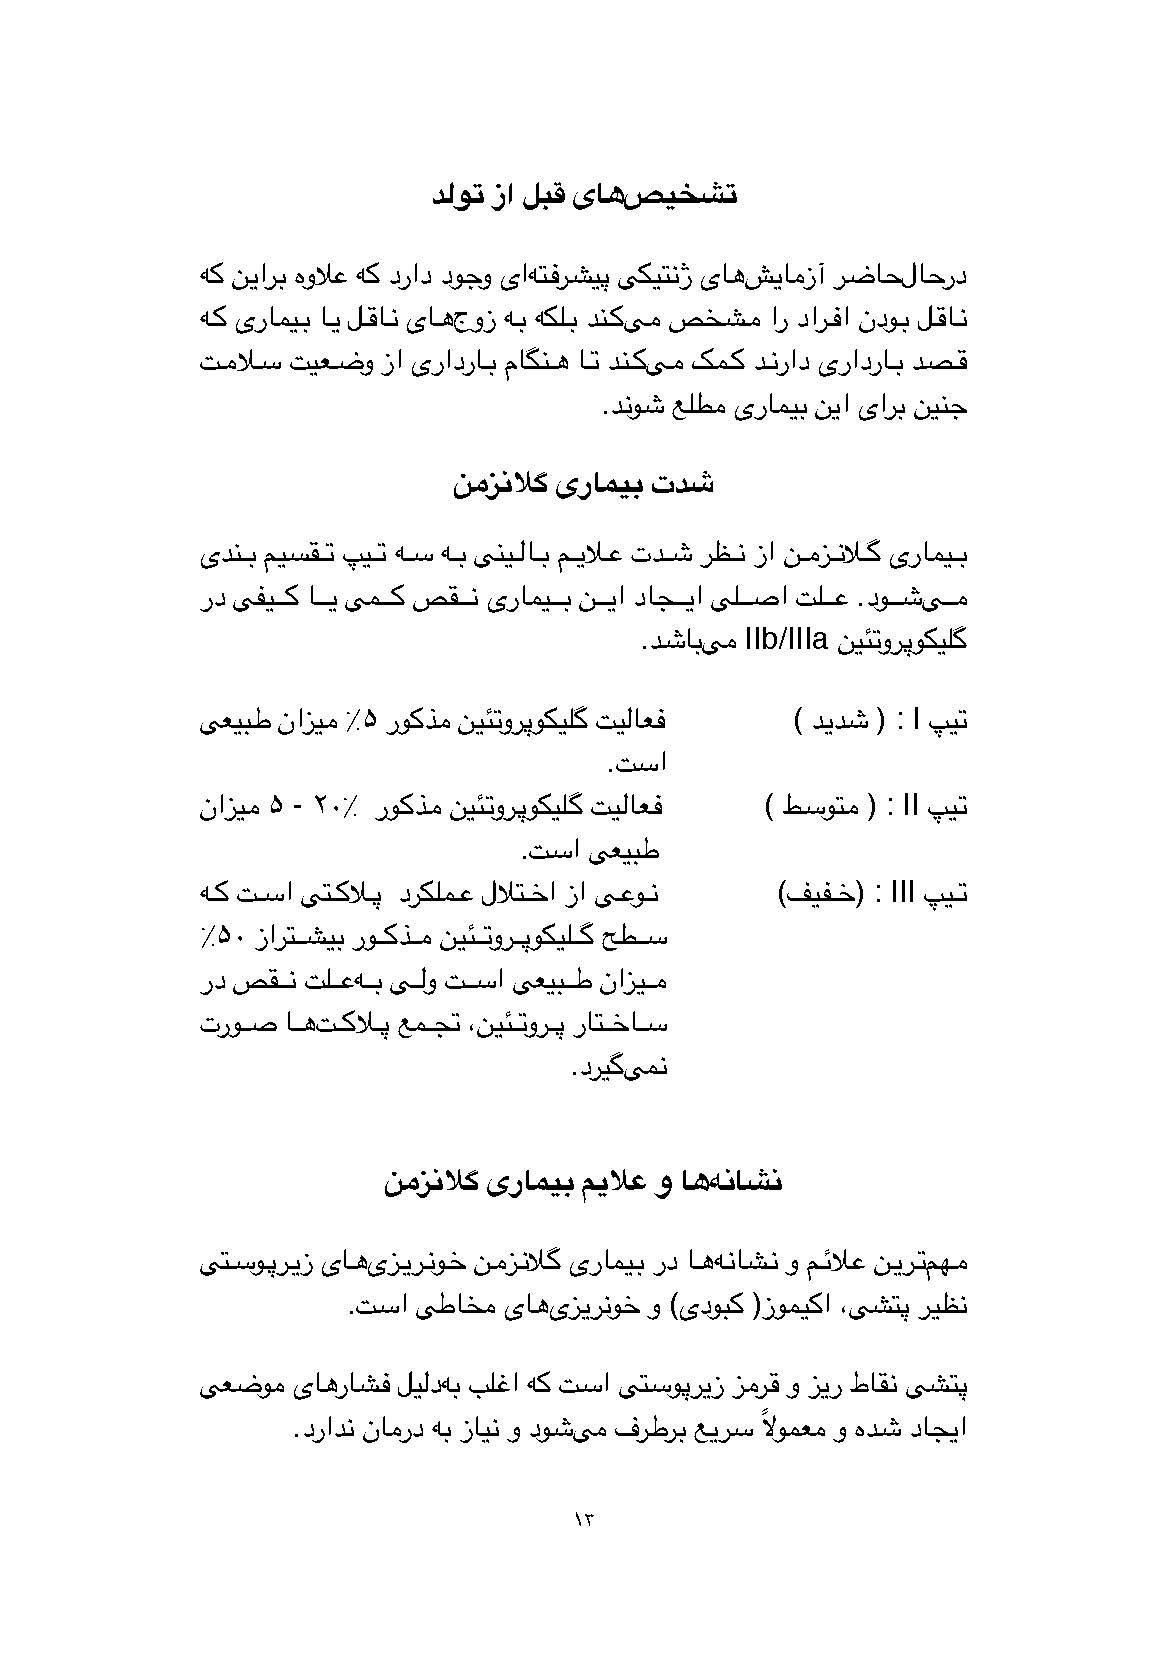 تشخیص‌های قبل از تولد
درحال‌حاضر آزمایش‌های ژنتیکی پیشرفته‌ای وجود دارد که علاوه براین که
ناقل بودن افراد را مشخص می‌کند بلکه به زوج‌های ناقل یا بیماری که
قصد بارداری دارند کمک می‌کند تا هنگام بارداری از وضعیت سلامت
جنین برای این بیماری مطلع شوند.
شدت بیماری گلانزمن
بیماری گلانزمن از نظر شدت علایم بالینی به سه تیپ تقسیم بندی
می‌شود. علت اصلی ایجاد این بیماری نقص کمی یا کیفی در
گلیکوپروتئین IIb/IIIa می‌باشد.
تیپ I : ( شدید ) فعالیت گلیکوپروتئین مذکور ۵٪ میزان طبیعی
است.
تیپ II : ( متوسط ) فعالیت گلیکوپروتئین مذکور ٪۲۰ - ۵ میزان
طبیعی است.
تیپ III : (خفیف) نوعی از اختلال عملکرد پلاکتی است که
سطح گلیکوپروتئین مذکور بیشتراز ۵۰٪
میزان طبیعی است ولی به‌علت نقص در
ساختار پروتئین، تجمع پلاکت‌ها صورت
نمی‌گیرد.
نشانه‌ها و علایم بیماری گلانزمن
مهم‌ترین علائم و نشانه‌ها در بیماری گلانزمن خونریزی‌های زیرپوستی
نظیر پتشی، اکیموز( کبودی) و خونریزی‌های مخاطی است.
پتشی نقاط ریز و قرمز زیرپوستی است که اغلب به‌دلیل فشارهای موضعی
ایجاد شده و معمولاً سریع برطرف می‌شود و نیاز به درمان ندارد.
۱۳